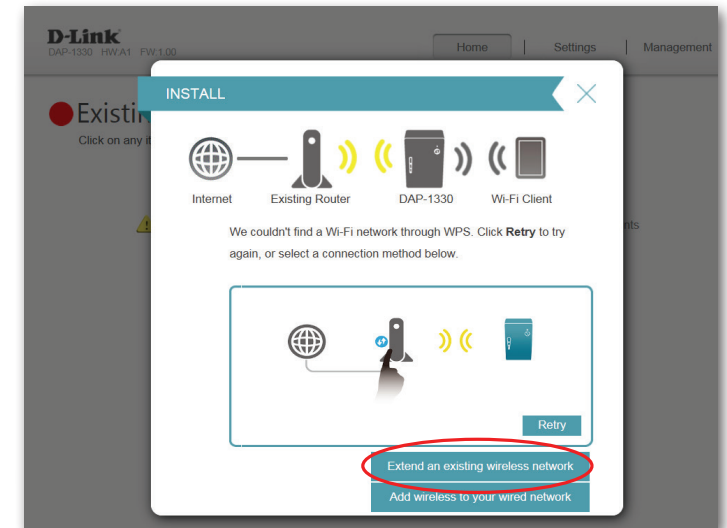 D-Link
DAP-1330 HW:A1 FW:1.00
Home | Settings | Management
INSTALL
Click on any
Internet Existing Router DAP-1330 Wi-Fi Client
We couldn't find a Wi-Fi network through WPS. Click Retry to try
again, or select a connection method below.
Retry
Extend an existing wireless network
Add wireless to your wired network